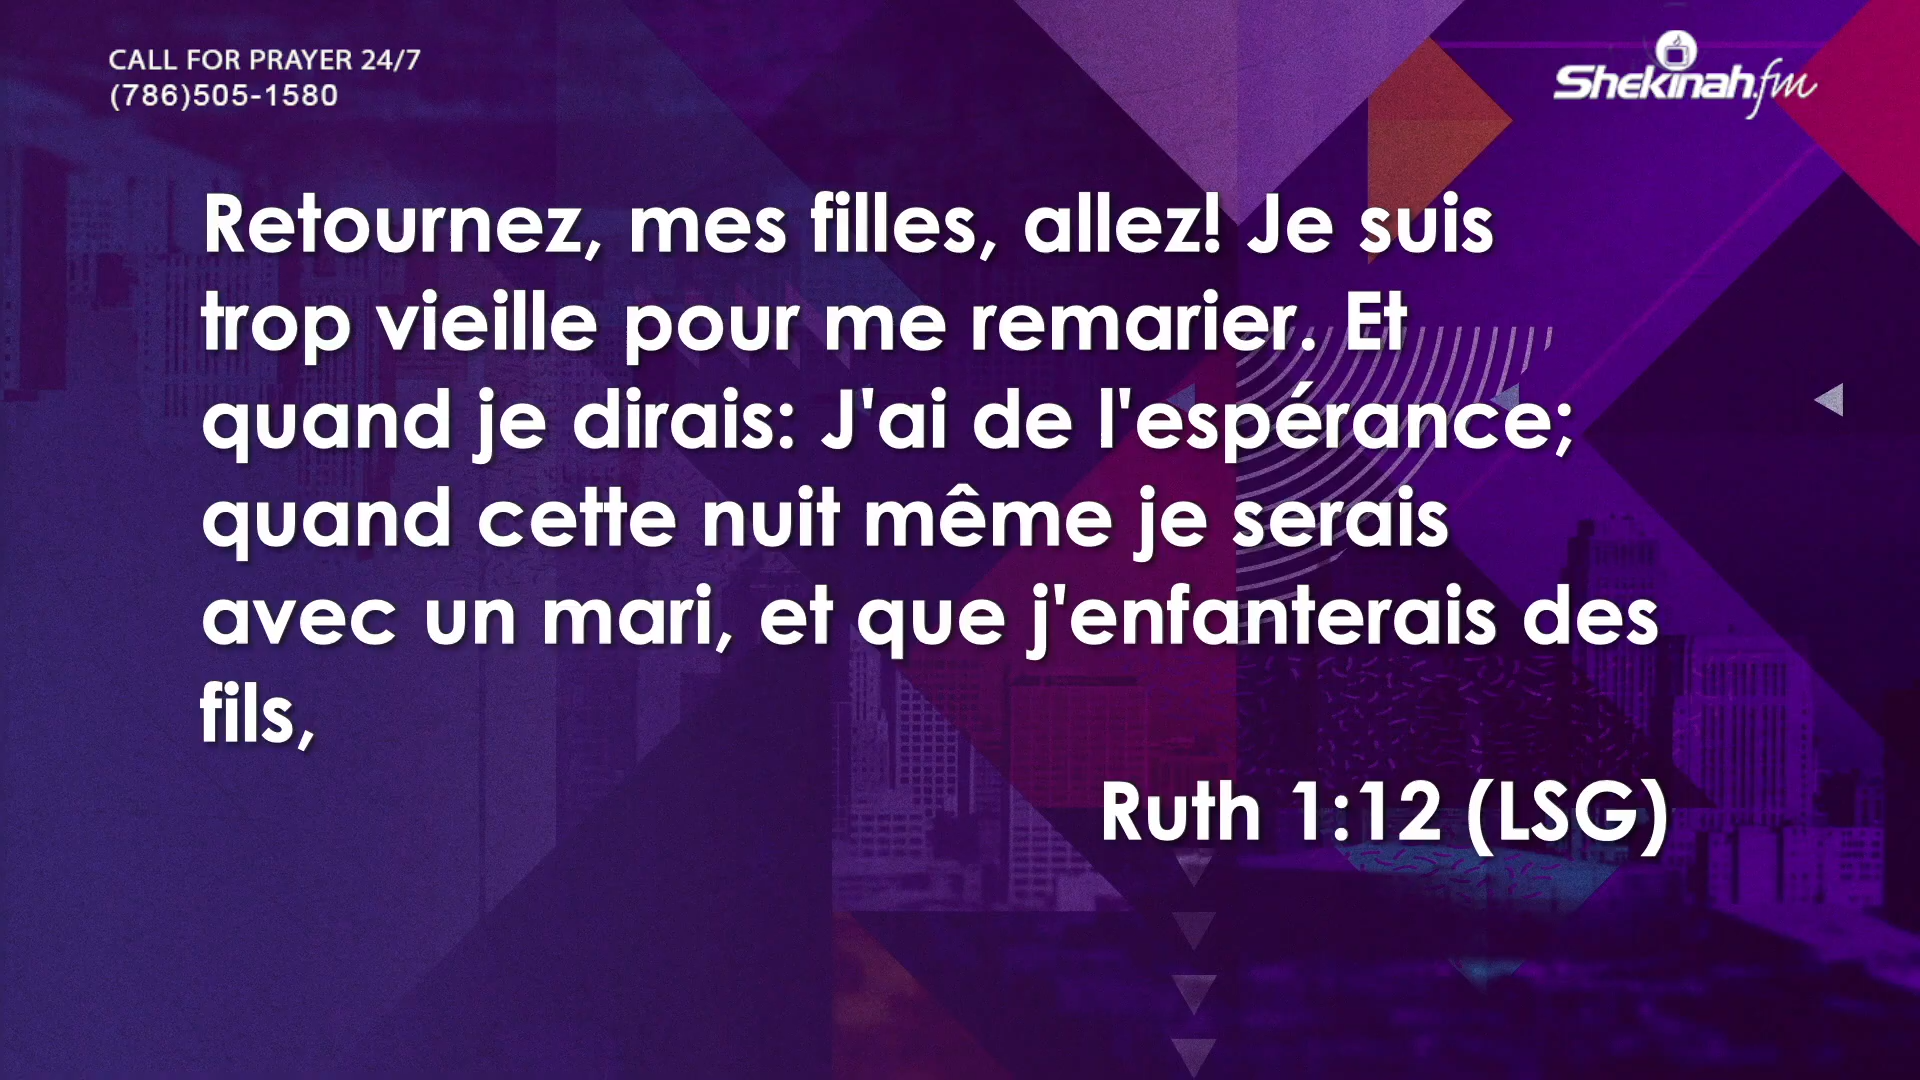 CALL FOR PRAYER 24/7
(786)505-1580
Shekinah.fm
Retournez, mes filles, allez! Je suis
trop vieille pour me remarier. Et
quand je dirais: J'ai de l'espérance;
quand cette nuit même je serais
avec un mari, et que j'enfanterais des
fils,
Ruth 1:12 (LSG)